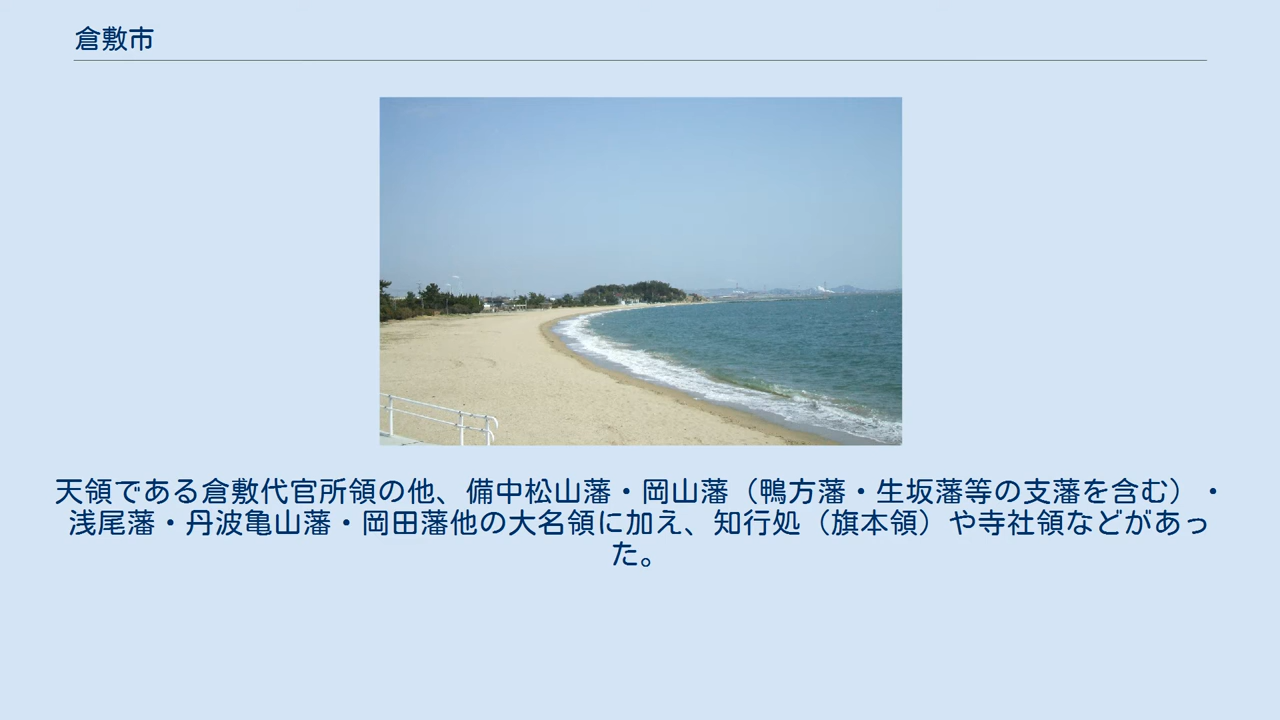 倉敷市
天領である倉敷代官所領の他、備中松山藩・岡山藩（鴨方藩・生坂藩等の支藩を含む）・
浅尾藩・丹波亀山藩・岡田藩他の大名領に加え、知行処（旗本領）や寺社領などがあっ
た。